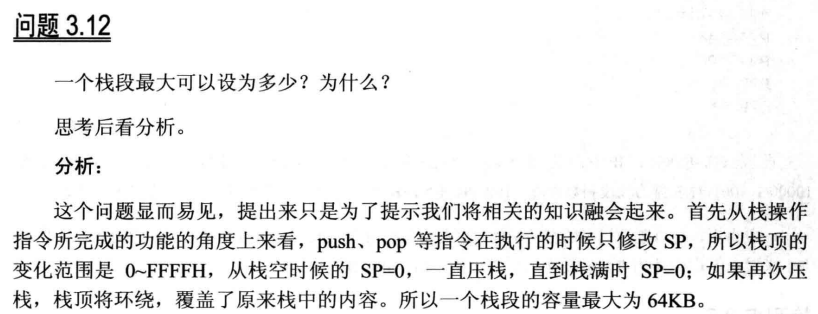 问题 3.12
一个栈段最大可以设为多少？为什么？
思考后看分析。
分析：
这个问题显而易见，提出来只是为了提示我们将相关的知识融会起来。首先从栈操作
指令所完成的功能的角度上来看，push、pop 等指令在执行的时候只修改 SP，所以栈顶的
变化范围是 0~FFFFH，从栈空时候的 SP=0，一直压栈，直到栈满时 SP=0；如果再次压
栈，栈顶将环绕，覆盖了原来栈中的内容。所以一个栈段的容量最大为 64KB。